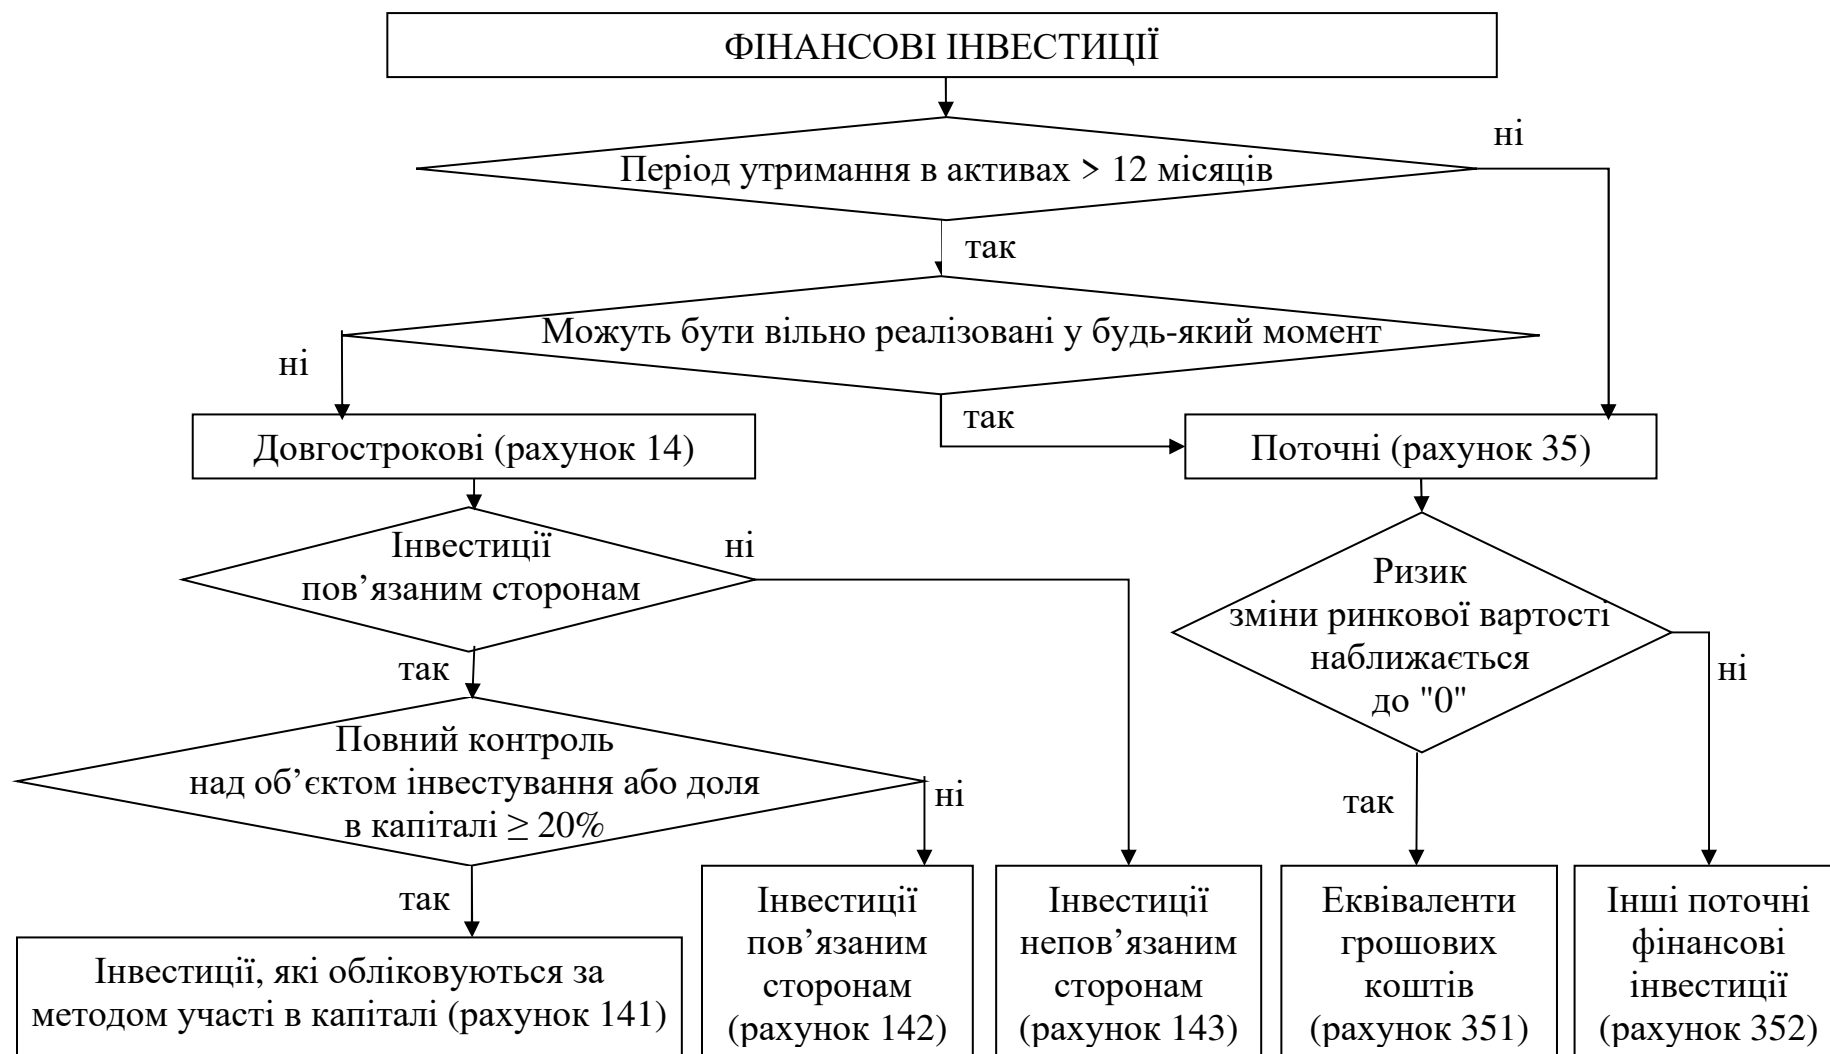 ФІНАНСОВІ ІНВЕСТИЦІЇ
ні
Період утримання в активах > 12 місяців
так
Можуть бути вільно реалізовані у будь-який момент
ні
так
Довгострокові (рахунок 14)
Поточні (рахунок 35)
Інвестиції
пов’язаним сторонам
ні
Ризик
зміни ринкової вартості
наближається
до "0"
так
ні
Повний контроль
над об’єктом інвестування або доля
в капіталі ≥ 20%
ні
так
так
Інвестиції, які обліковуються за
методом участі в капіталі (рахунок 141)
Інвестиції
пов’язаним
сторонам
(рахунок 142)
Інвестиції
непов’язаним
сторонам
(рахунок 143)
Еквіваленти
грошових
коштів
(рахунок 351)
Інші поточні
фінансові
інвестиції
(рахунок 352)